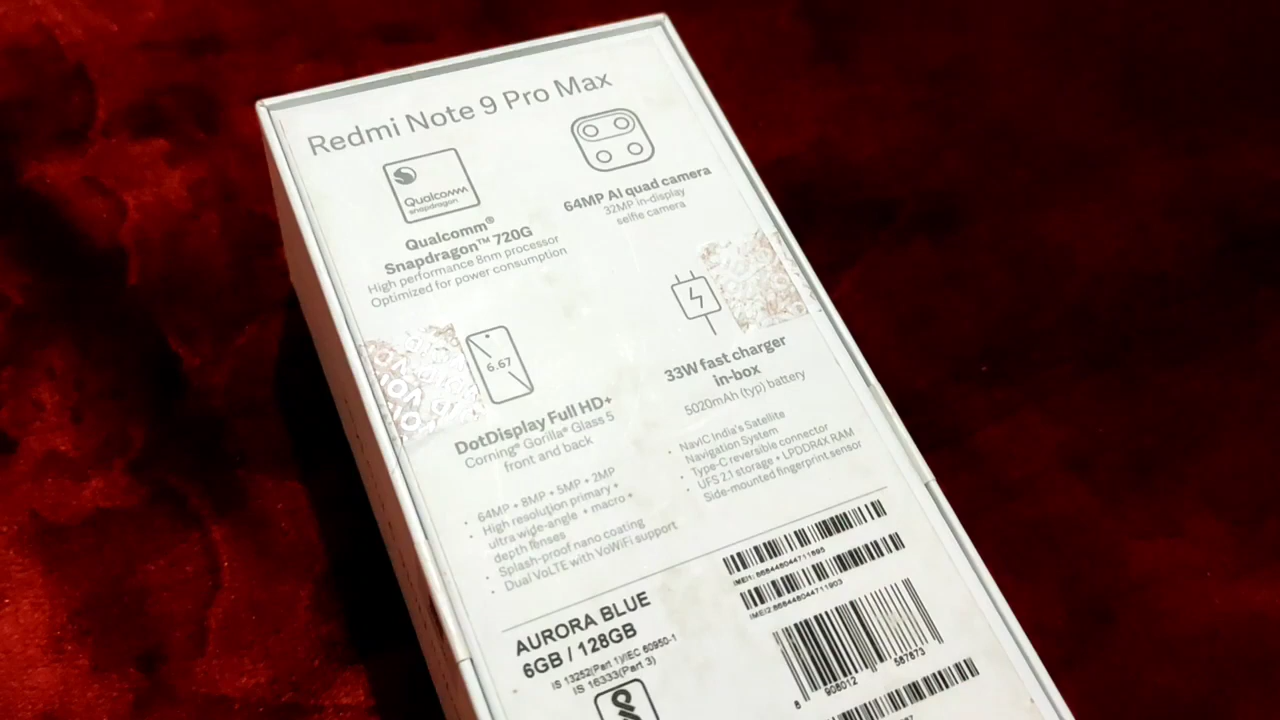 Redmi Note 9 Pro Max
Qualcomm
snapdragon
Qualcomm®
Snapdragon™ 720G
High performance 8nm processor
Optimized for power consumption
64MP AI quad camera
32MP in-display
selfie camera
6.67
DotDisplay Full HD+
Corning® Gorilla® Glass 5
front and back
33W fast charger
in-box
5020mAh (typ) battery
• 64MP + 8MP + 5MP + 2MP
• High resolution primary +
ultra wide-angle + macro +
depth lenses
• Splash-proof nano coating
• Dual VoLTE with VoWiFi support
• NavIC India's Satellite
Navigation System
• Type-C reversible connector
• UFS 2.1 storage + LPDDR4X RAM
• Side-mounted fingerprint sensor
AURORA BLUE
6GB / 128GB
IS 13252(Part 1)/IEC 60950-1
IS 16333(Part 3)
IMEI1:
IMEI2:
8 908012 587873